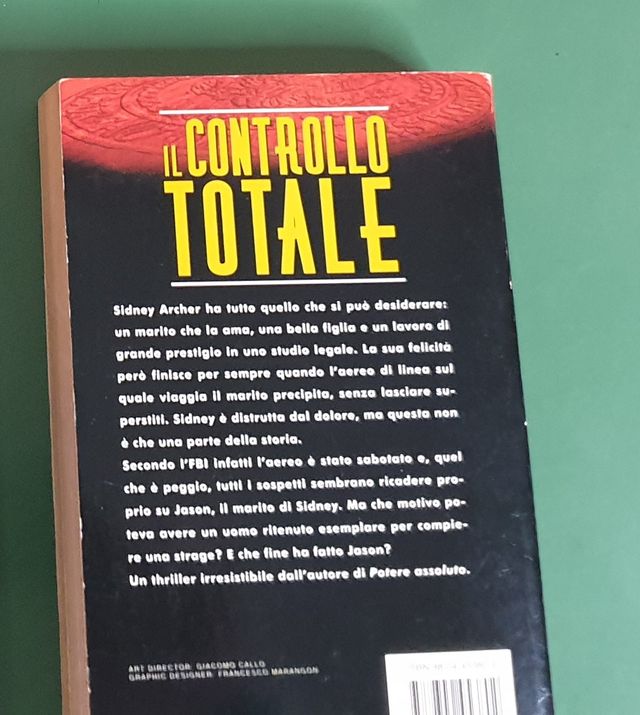 IL CONTROLLO
TOTALE
Sidney Archer ha tutto quello che si può desiderare:
un marito che la ama, una bella figlia e un lavoro di
grande prestigio in uno studio legale. La sua felicità
però finisce per sempre quando l'aereo di linea sul
quale viaggia il marito precipita, senza lasciare su-
perstiti. Sidney è distrutta dal dolore, ma questa non
è che una parte della storia.
Secondo l'FBI infatti l'aereo è stato sabotato e, quel
che è peggio, tutti i sospetti sembrano ricadere pro-
prio su Jason, il marito di Sidney. Ma che motivo po-
teva avere un uomo ritenuto esemplare per compie-
re una strage? E che fine ha fatto Jason?
Un thriller irresistibile dall'autore di Potere assoluto.
ART DIRECTOR: GIACOMO CALLO
GRAPHIC DESIGNER: FRANCESCO MARANGON